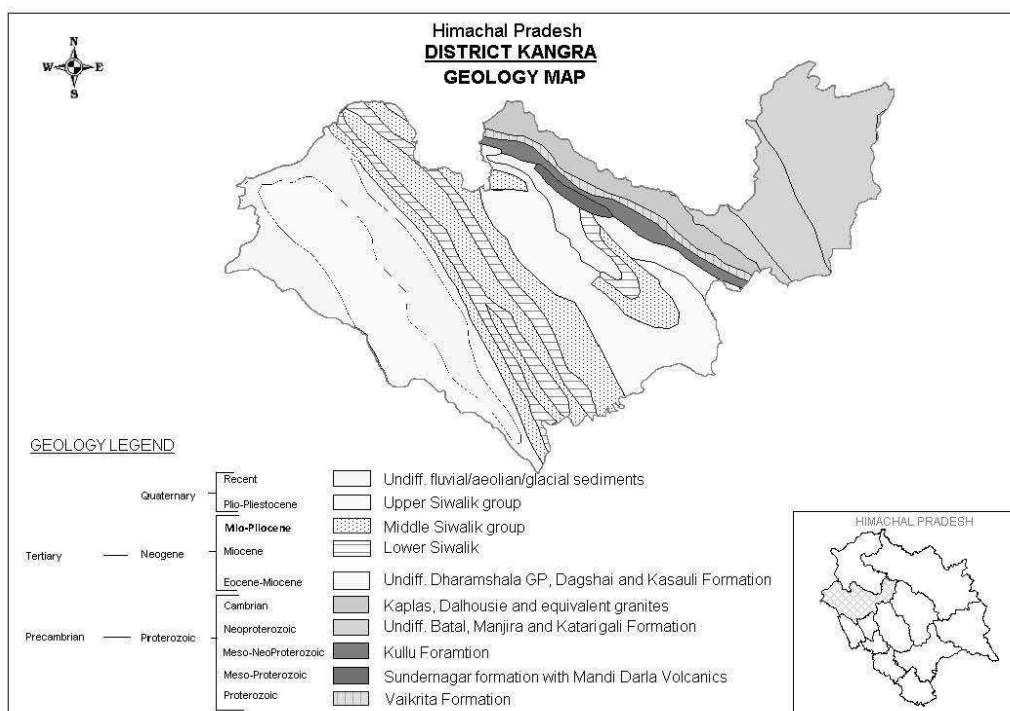 Himachal Pradesh
DISTRICT KANGRA
GEOLOGY MAP
N
W E
S
GEOLOGY LEGEND
Quaternary
Recent Undiff. fluvial/aeolian/glacial sediments
Plio-Pliestocene Upper Siwalik group
Tertiary Neogene
Mio-Pliocene Middle Siwalik group
Miocene Lower Siwalik
Eocene-Miocene Undiff. Dharamshala GP, Dagshai and Kasauli Formation
Precambrian Proterozoic
Cambrian Kaplas, Dalhousie and equivalent granites
Neoproterozoic Undiff. Batal, Manjira and Katarigali Formation
Meso-NeoProterozoic Kullu Foramtion
Meso-Proterozoic Sundernagar formation with Mandi Darla Volcanics
Proterozoic Vaikrita Formation
HIMACHAL PRADESH